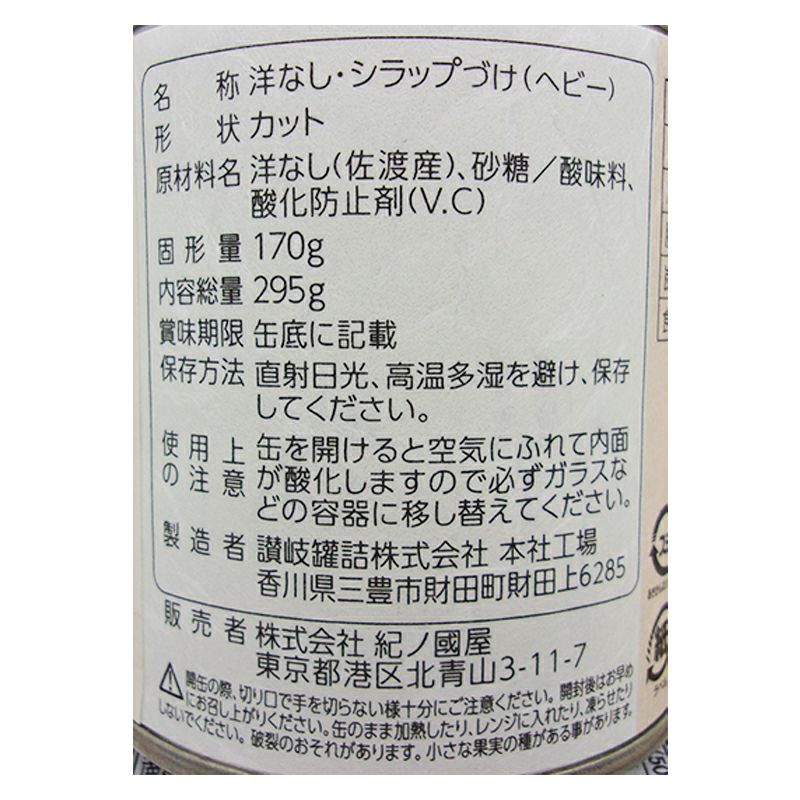 名称 洋なし・シラップづけ(ヘビー)
形状 カット
原材料名 洋なし(佐渡産)、砂糖/酸味料、
酸化防止剤(V.C)
固形量 170g
内容総量 295g
賞味期限 缶底に記載
保存方法 直射日光、高温多湿を避け、保存
してください。
使用上 缶を開けると空気にふれて内面
の注意 が酸化しますので必ずガラスな
どの容器に移し替えてください。
製造者 讃岐罐詰株式会社 本社工場
香川県三豊市財田町財田上6285
販売者 株式会社 紀ノ國屋
東京都港区北青山3-11-7
開缶の際、切り口で手を切らない様十分にご注意ください。開封後はお早め
にお召し上がりください。缶のまま加熱したり、レンジに入れたり、凍らせたり
しないでください。破裂のおそれがあります。小さな果実の種がある事があります。
紙